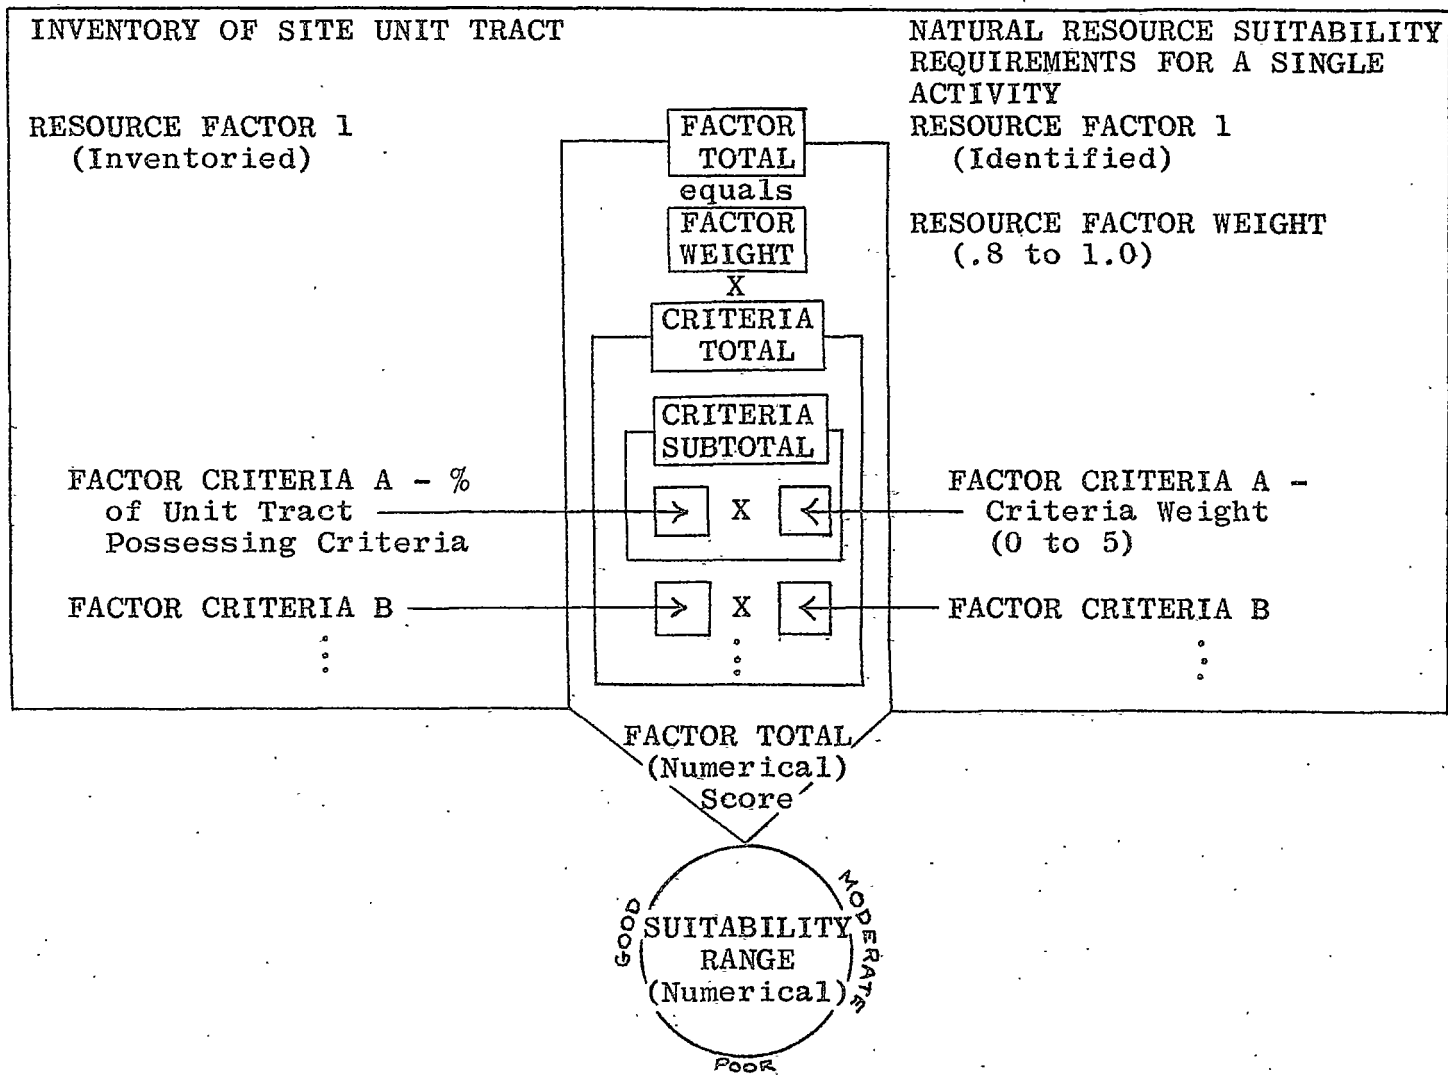 INVENTORY OF SITE UNIT TRACT
NATURAL RESOURCE SUITABILITY
REQUIREMENTS FOR A SINGLE
ACTIVITY
RESOURCE FACTOR 1
(Inventoried)
FACTOR
TOTAL
equals
FACTOR
WEIGHT
X
CRITERIA
TOTAL
CRITERIA
SUBTOTAL
RESOURCE FACTOR 1
(Identified)
RESOURCE FACTOR WEIGHT
(.8 to 1.0)
FACTOR CRITERIA A - %
of Unit Tract
Possessing Criteria
X
FACTOR CRITERIA A -
Criteria Weight
(0 to 5)
FACTOR CRITERIA B
X
FACTOR CRITERIA B
FACTOR TOTAL
(Numerical)
Score
GOOD
SUITABILITY
RANGE
(Numerical)
MODERATE
POOR